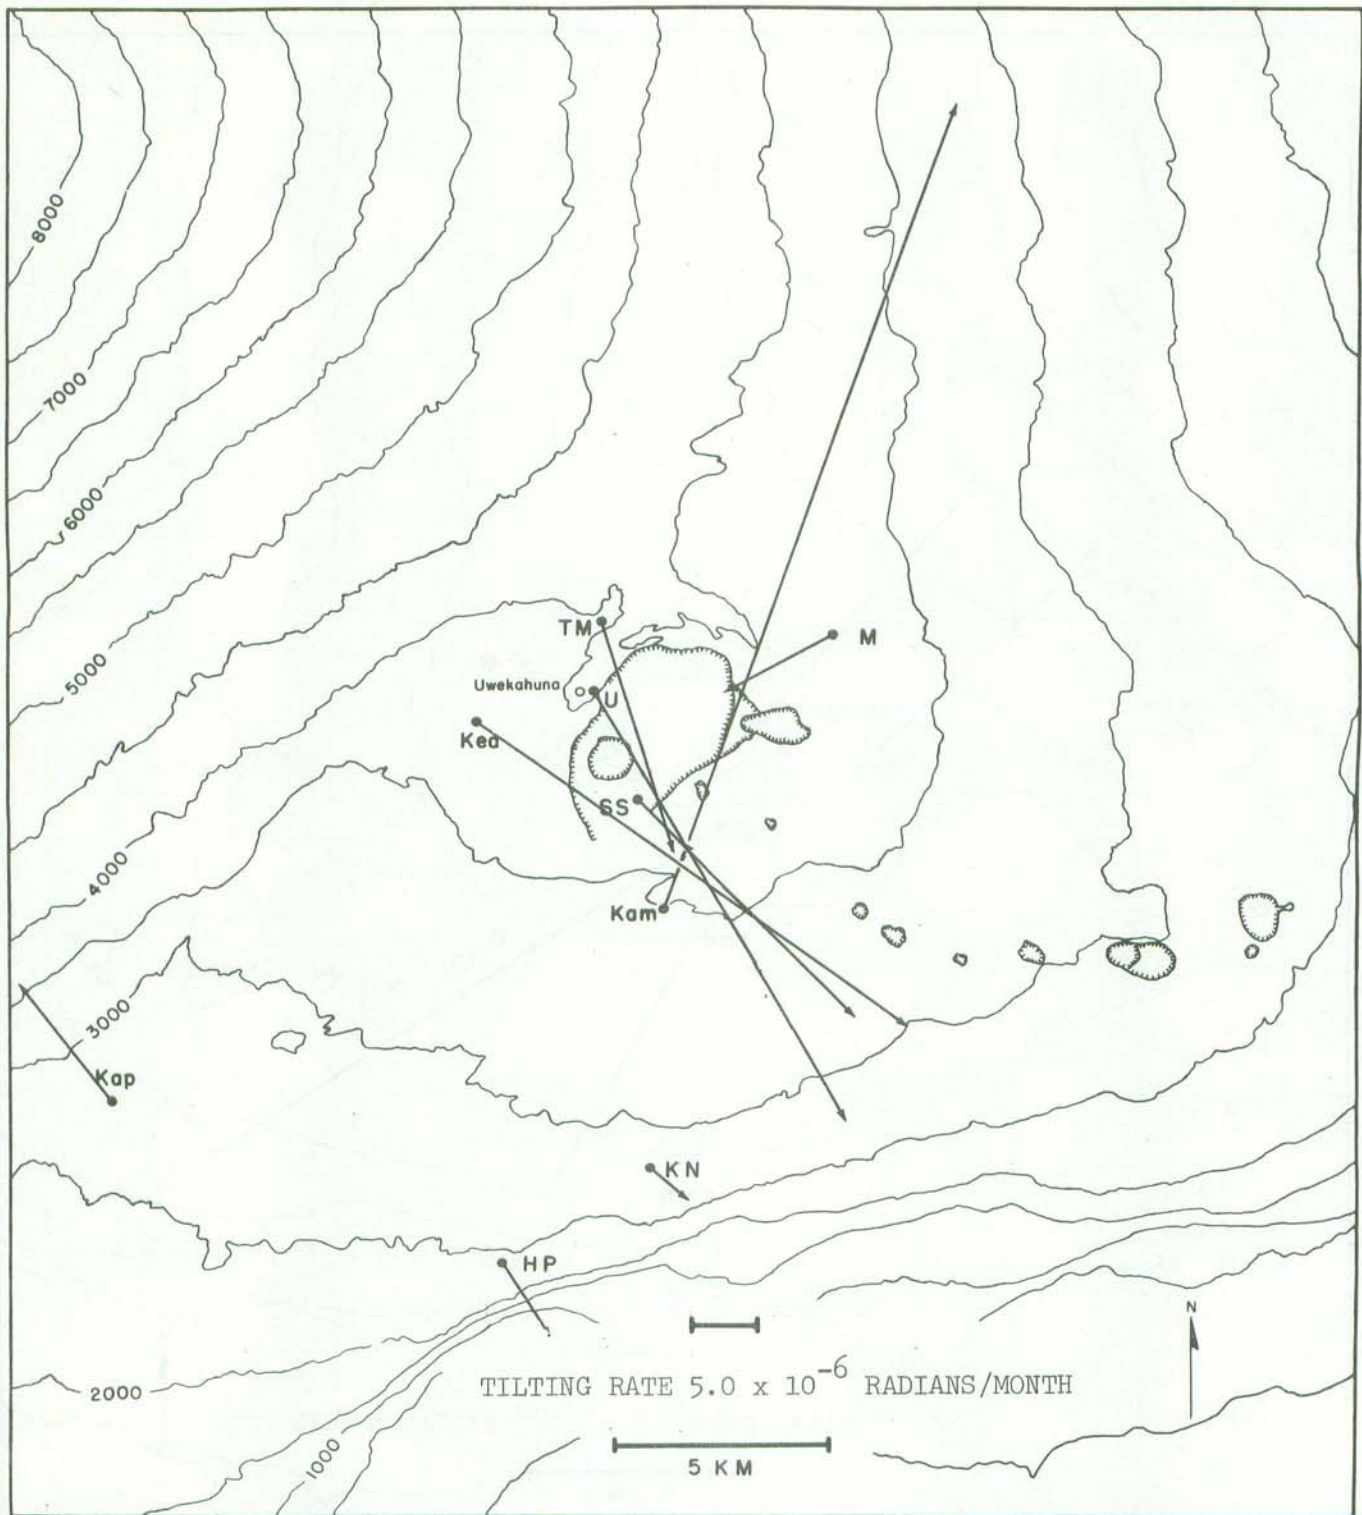 8000
7000
6000
5000
4000
3000
2000
1000
TM
M
Uwekahuna
U
Kea
SS
Kam
Kap
KN
HP
N
TILTING RATE 5.0 x 10⁻⁶ RADIANS/MONTH
5 KM